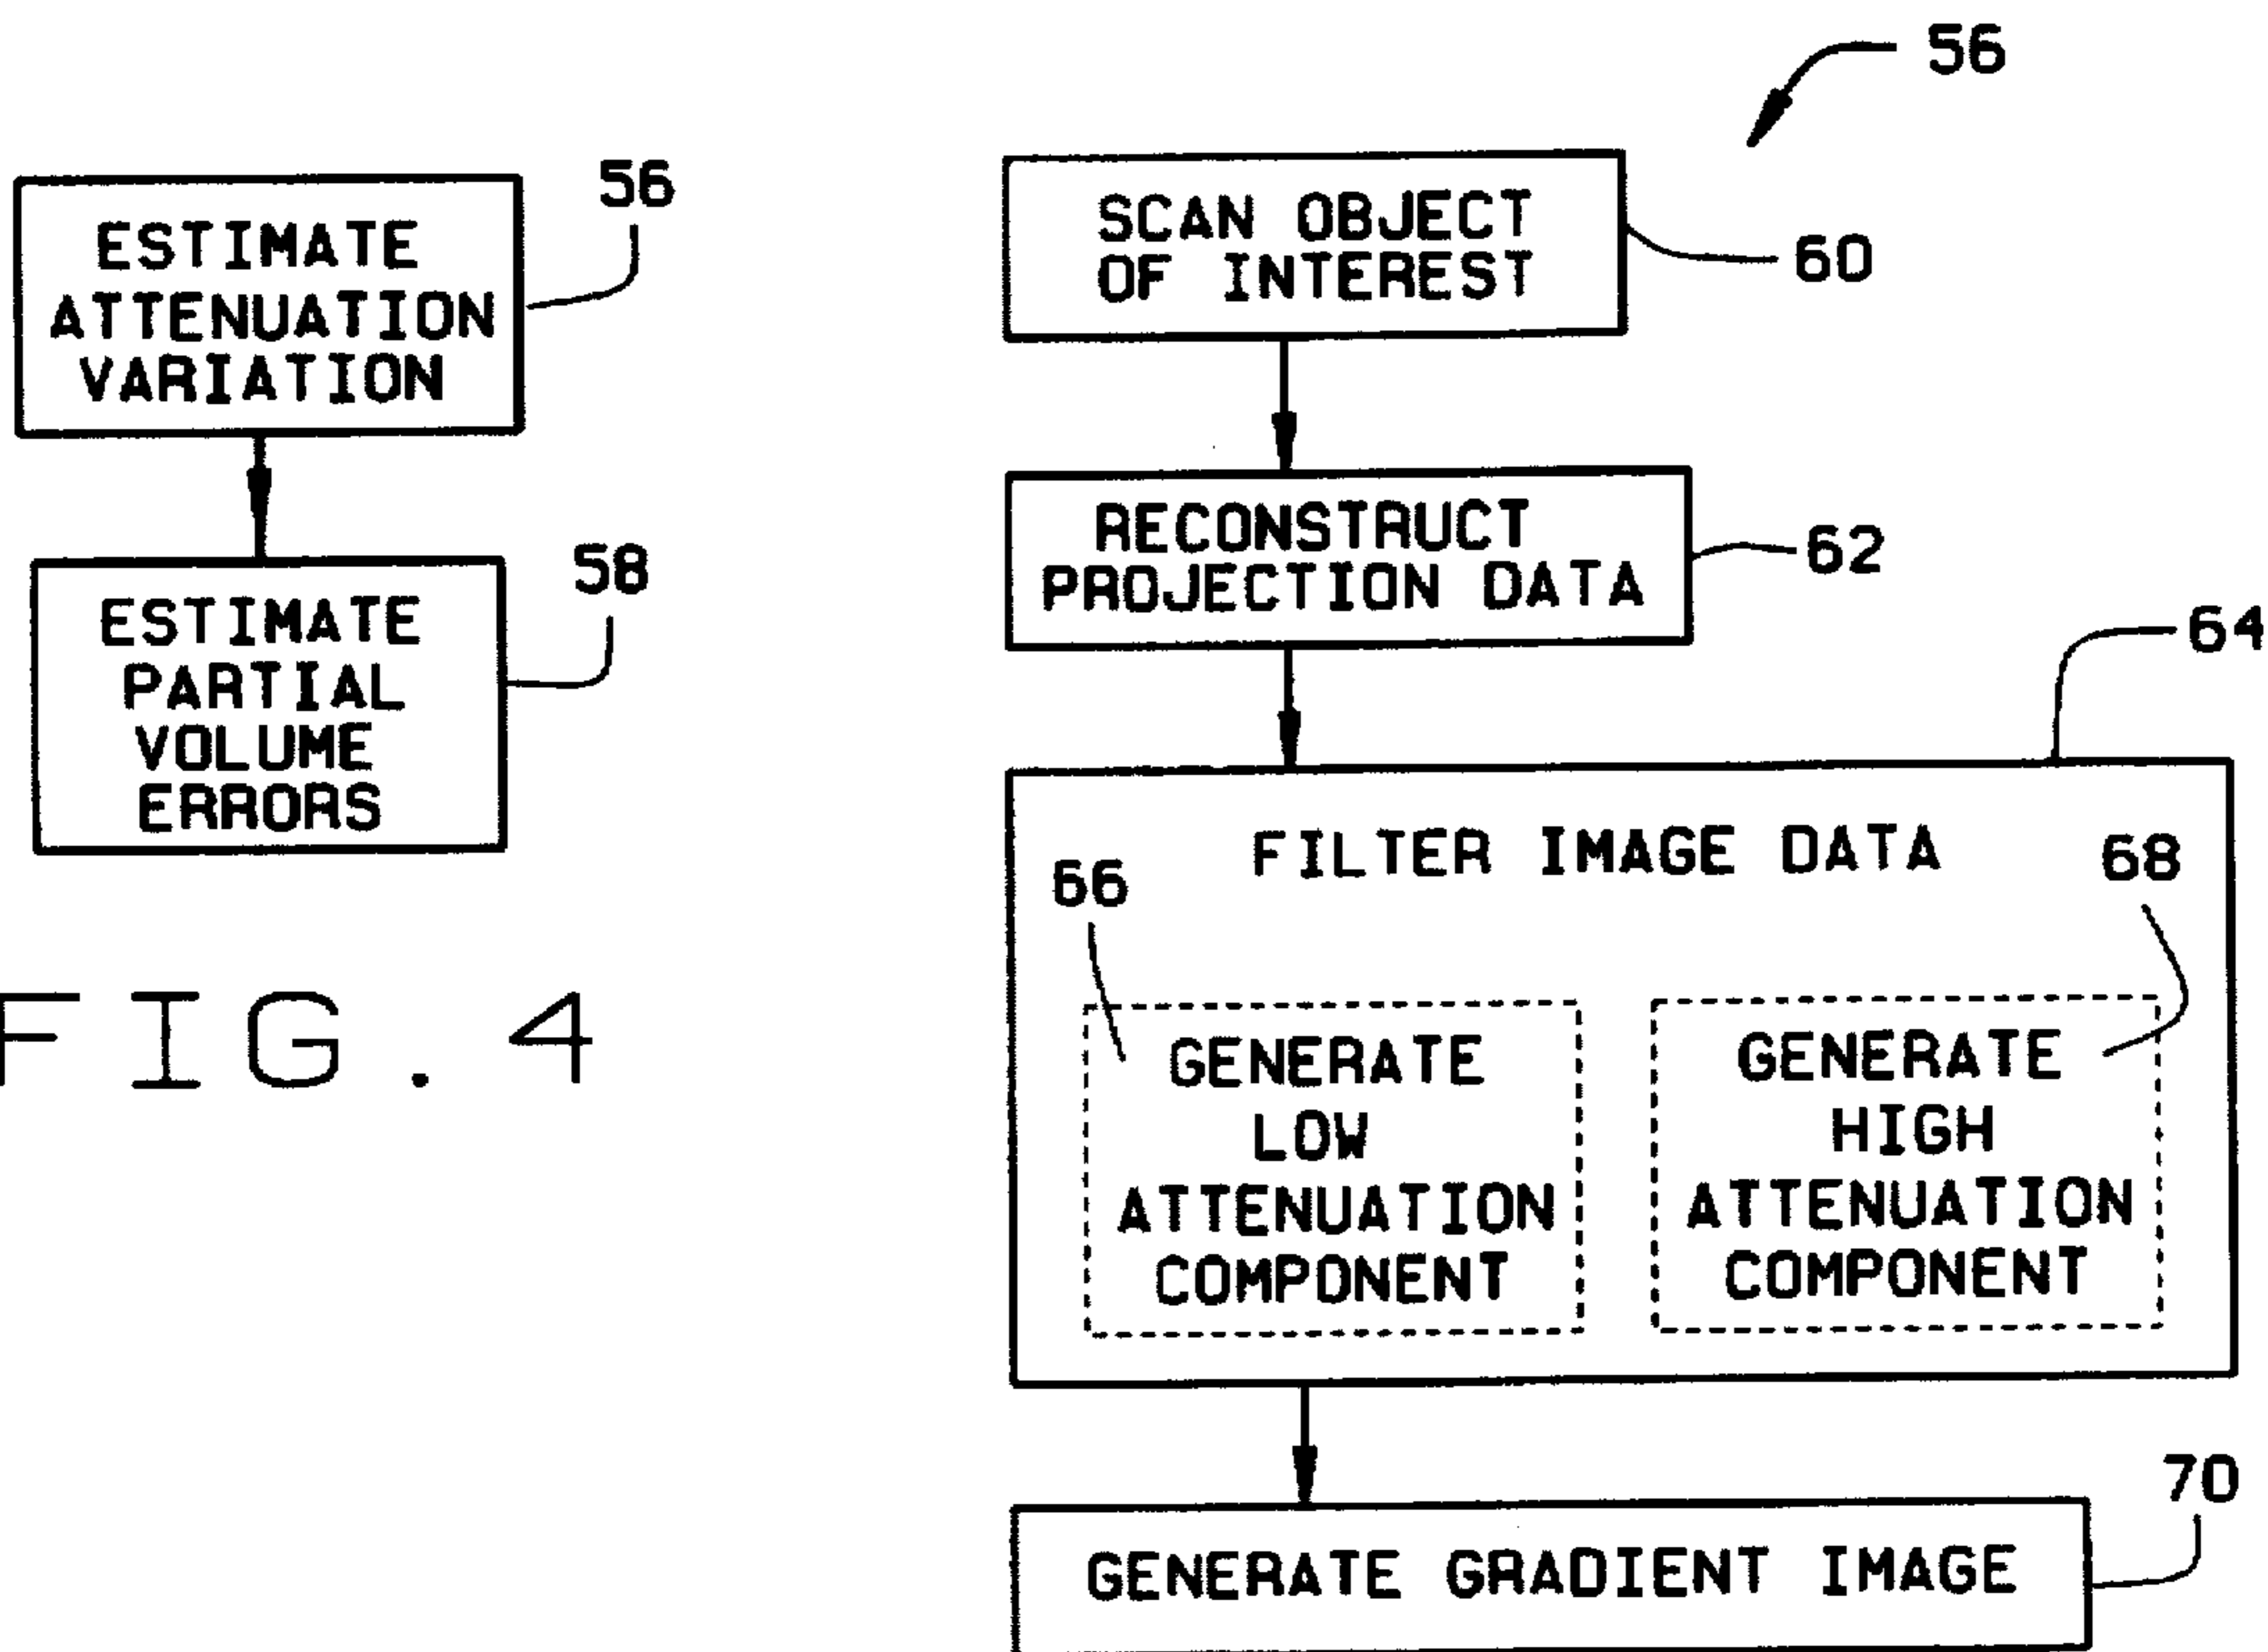 ESTIMATE
ATTENUATION
VARIATION
56
ESTIMATE
PARTIAL
VOLUME
ERRORS
58
FIG. 4
56
SCAN OBJECT
OF INTEREST
60
RECONSTRUCT
PROJECTION DATA
62
64
FILTER IMAGE DATA
66
68
GENERATE
LOW
ATTENUATION
COMPONENT
GENERATE
HIGH
ATTENUATION
COMPONENT
70
GENERATE GRADIENT IMAGE